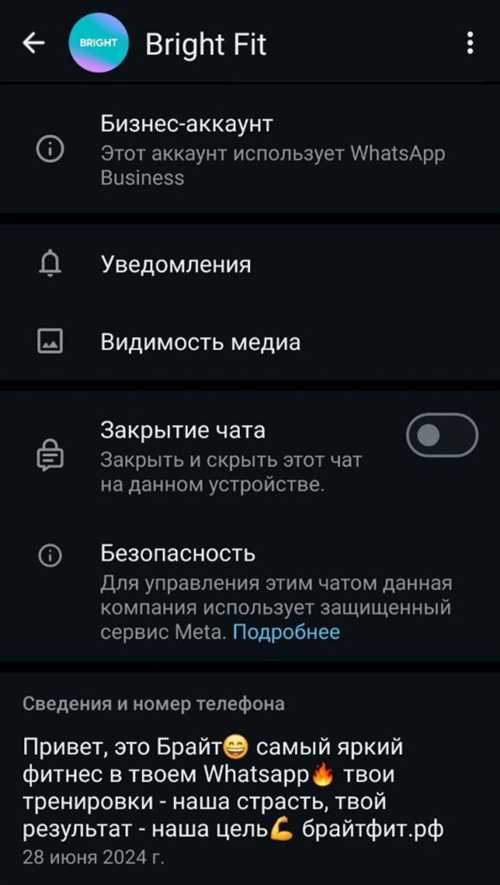 BRIGHT
Bright Fit
Бизнес-аккаунт
Этот аккаунт использует WhatsApp
Business
Уведомления
Видимость медиа
Закрытие чата
Закрыть и скрыть этот чат
на данном устройстве.
Безопасность
Для управления этим чатом данная
компания использует защищенный
сервис Meta. Подробнее
Сведения и номер телефона
Привет, это Брайт😄 самый яркий
фитнес в твоем Whatsapp🔥 твои
тренировки - наша страсть, твой
результат - наша цель💪 брайтфит.рф
28 июня 2024 г.